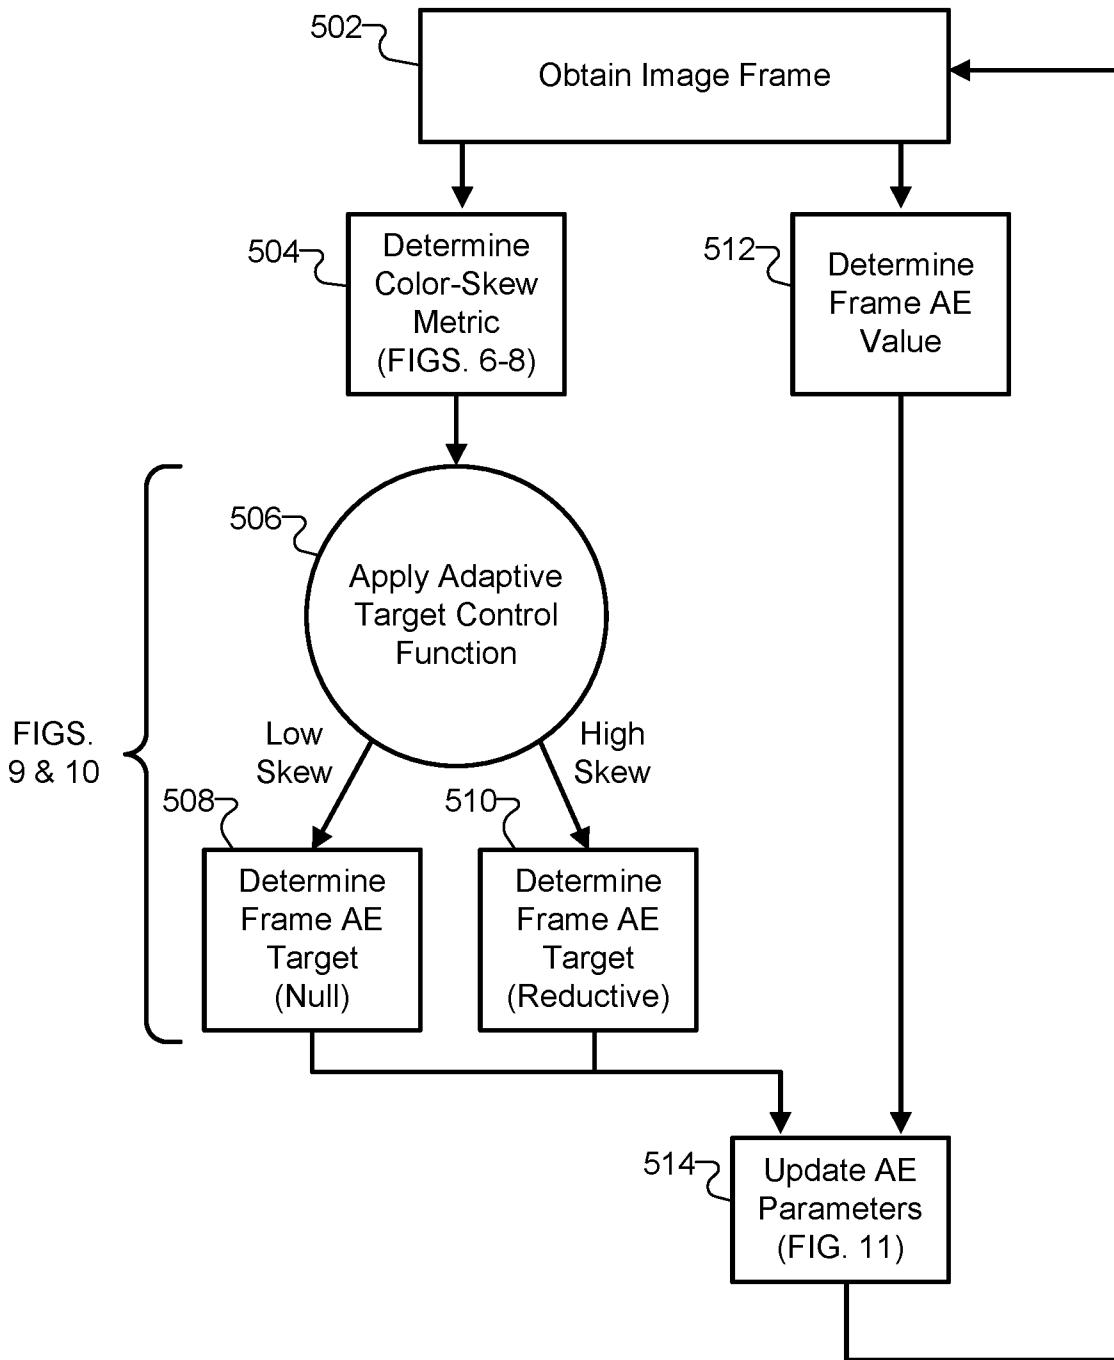 502
Obtain Image Frame
504
Determine
Color-Skew
Metric
(FIGS. 6-8)
512
Determine
Frame AE
Value
506
Apply Adaptive
Target Control
Function
Low
Skew
High
Skew
FIGS.
9 & 10
508
Determine
Frame AE
Target
(Null)
510
Determine
Frame AE
Target
(Reductive)
514
Update AE
Parameters
(FIG. 11)